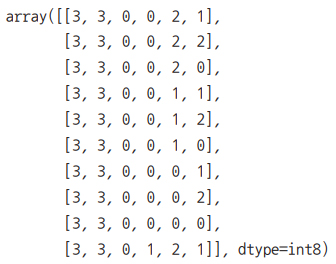 array([[3, 3, 0, 0, 2, 1],
       [3, 3, 0, 0, 2, 2],
       [3, 3, 0, 0, 2, 0],
       [3, 3, 0, 0, 1, 1],
       [3, 3, 0, 0, 1, 2],
       [3, 3, 0, 0, 1, 0],
       [3, 3, 0, 0, 0, 1],
       [3, 3, 0, 0, 0, 2],
       [3, 3, 0, 0, 0, 0],
       [3, 3, 0, 1, 2, 1]], dtype=int8)